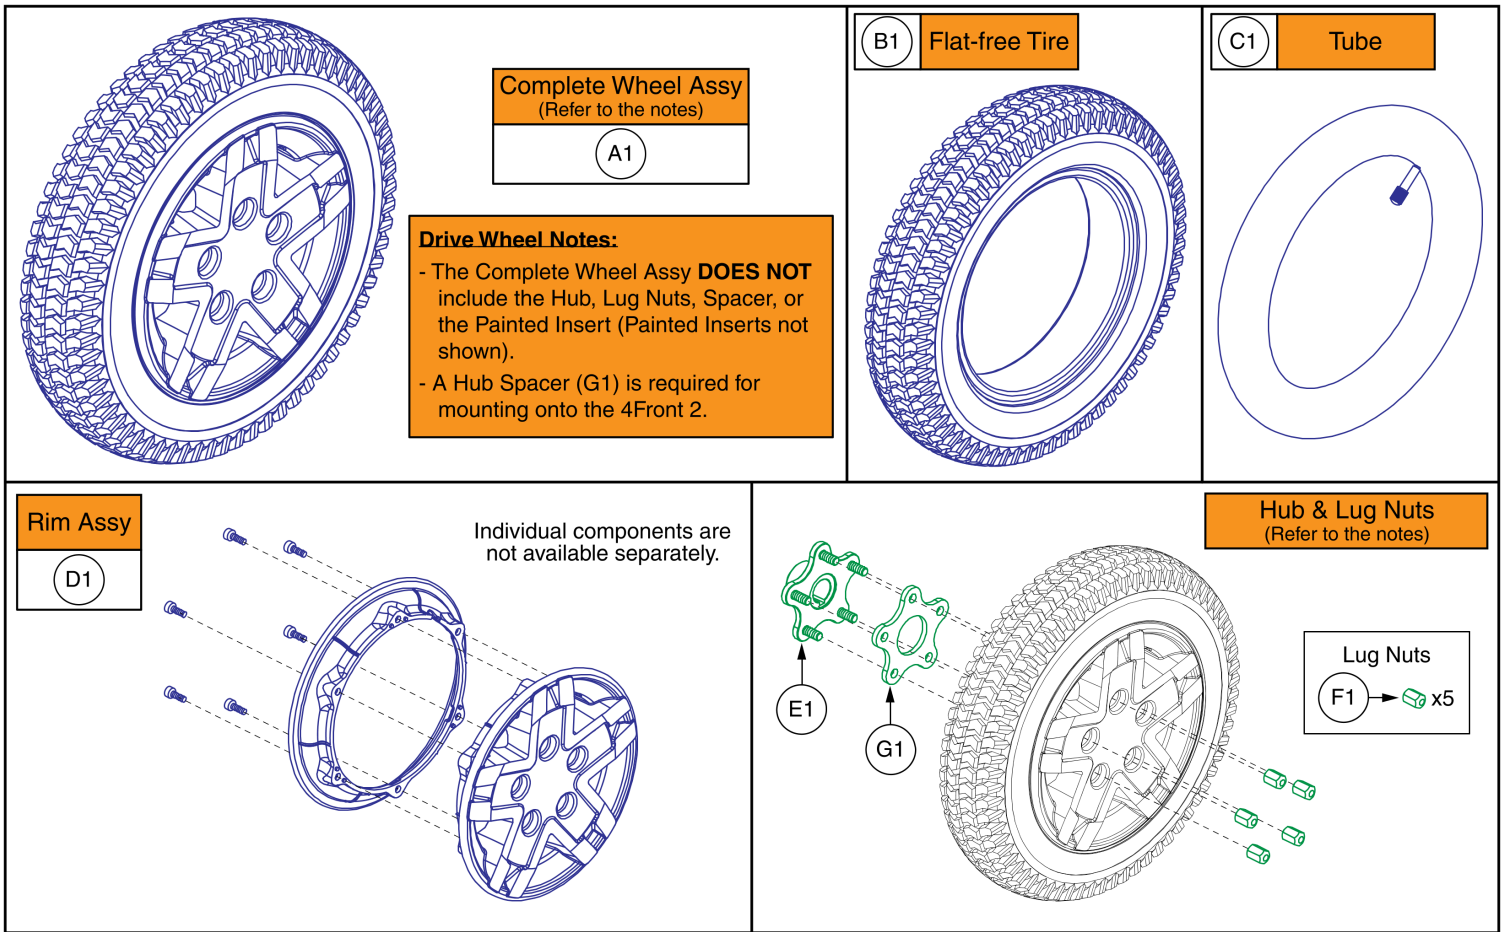 Complete Wheel Assy
(Refer to the notes)
A1
Drive Wheel Notes:
- The Complete Wheel Assy DOES NOT
include the Hub, Lug Nuts, Spacer, or
the Painted Insert (Painted Inserts not
shown).
- A Hub Spacer (G1) is required for
mounting onto the 4Front 2.
B1 Flat-free Tire
C1 Tube
Rim Assy
D1
Individual components are
not available separately.
Hub & Lug Nuts
(Refer to the notes)
E1
G1
Lug Nuts
F1 x5